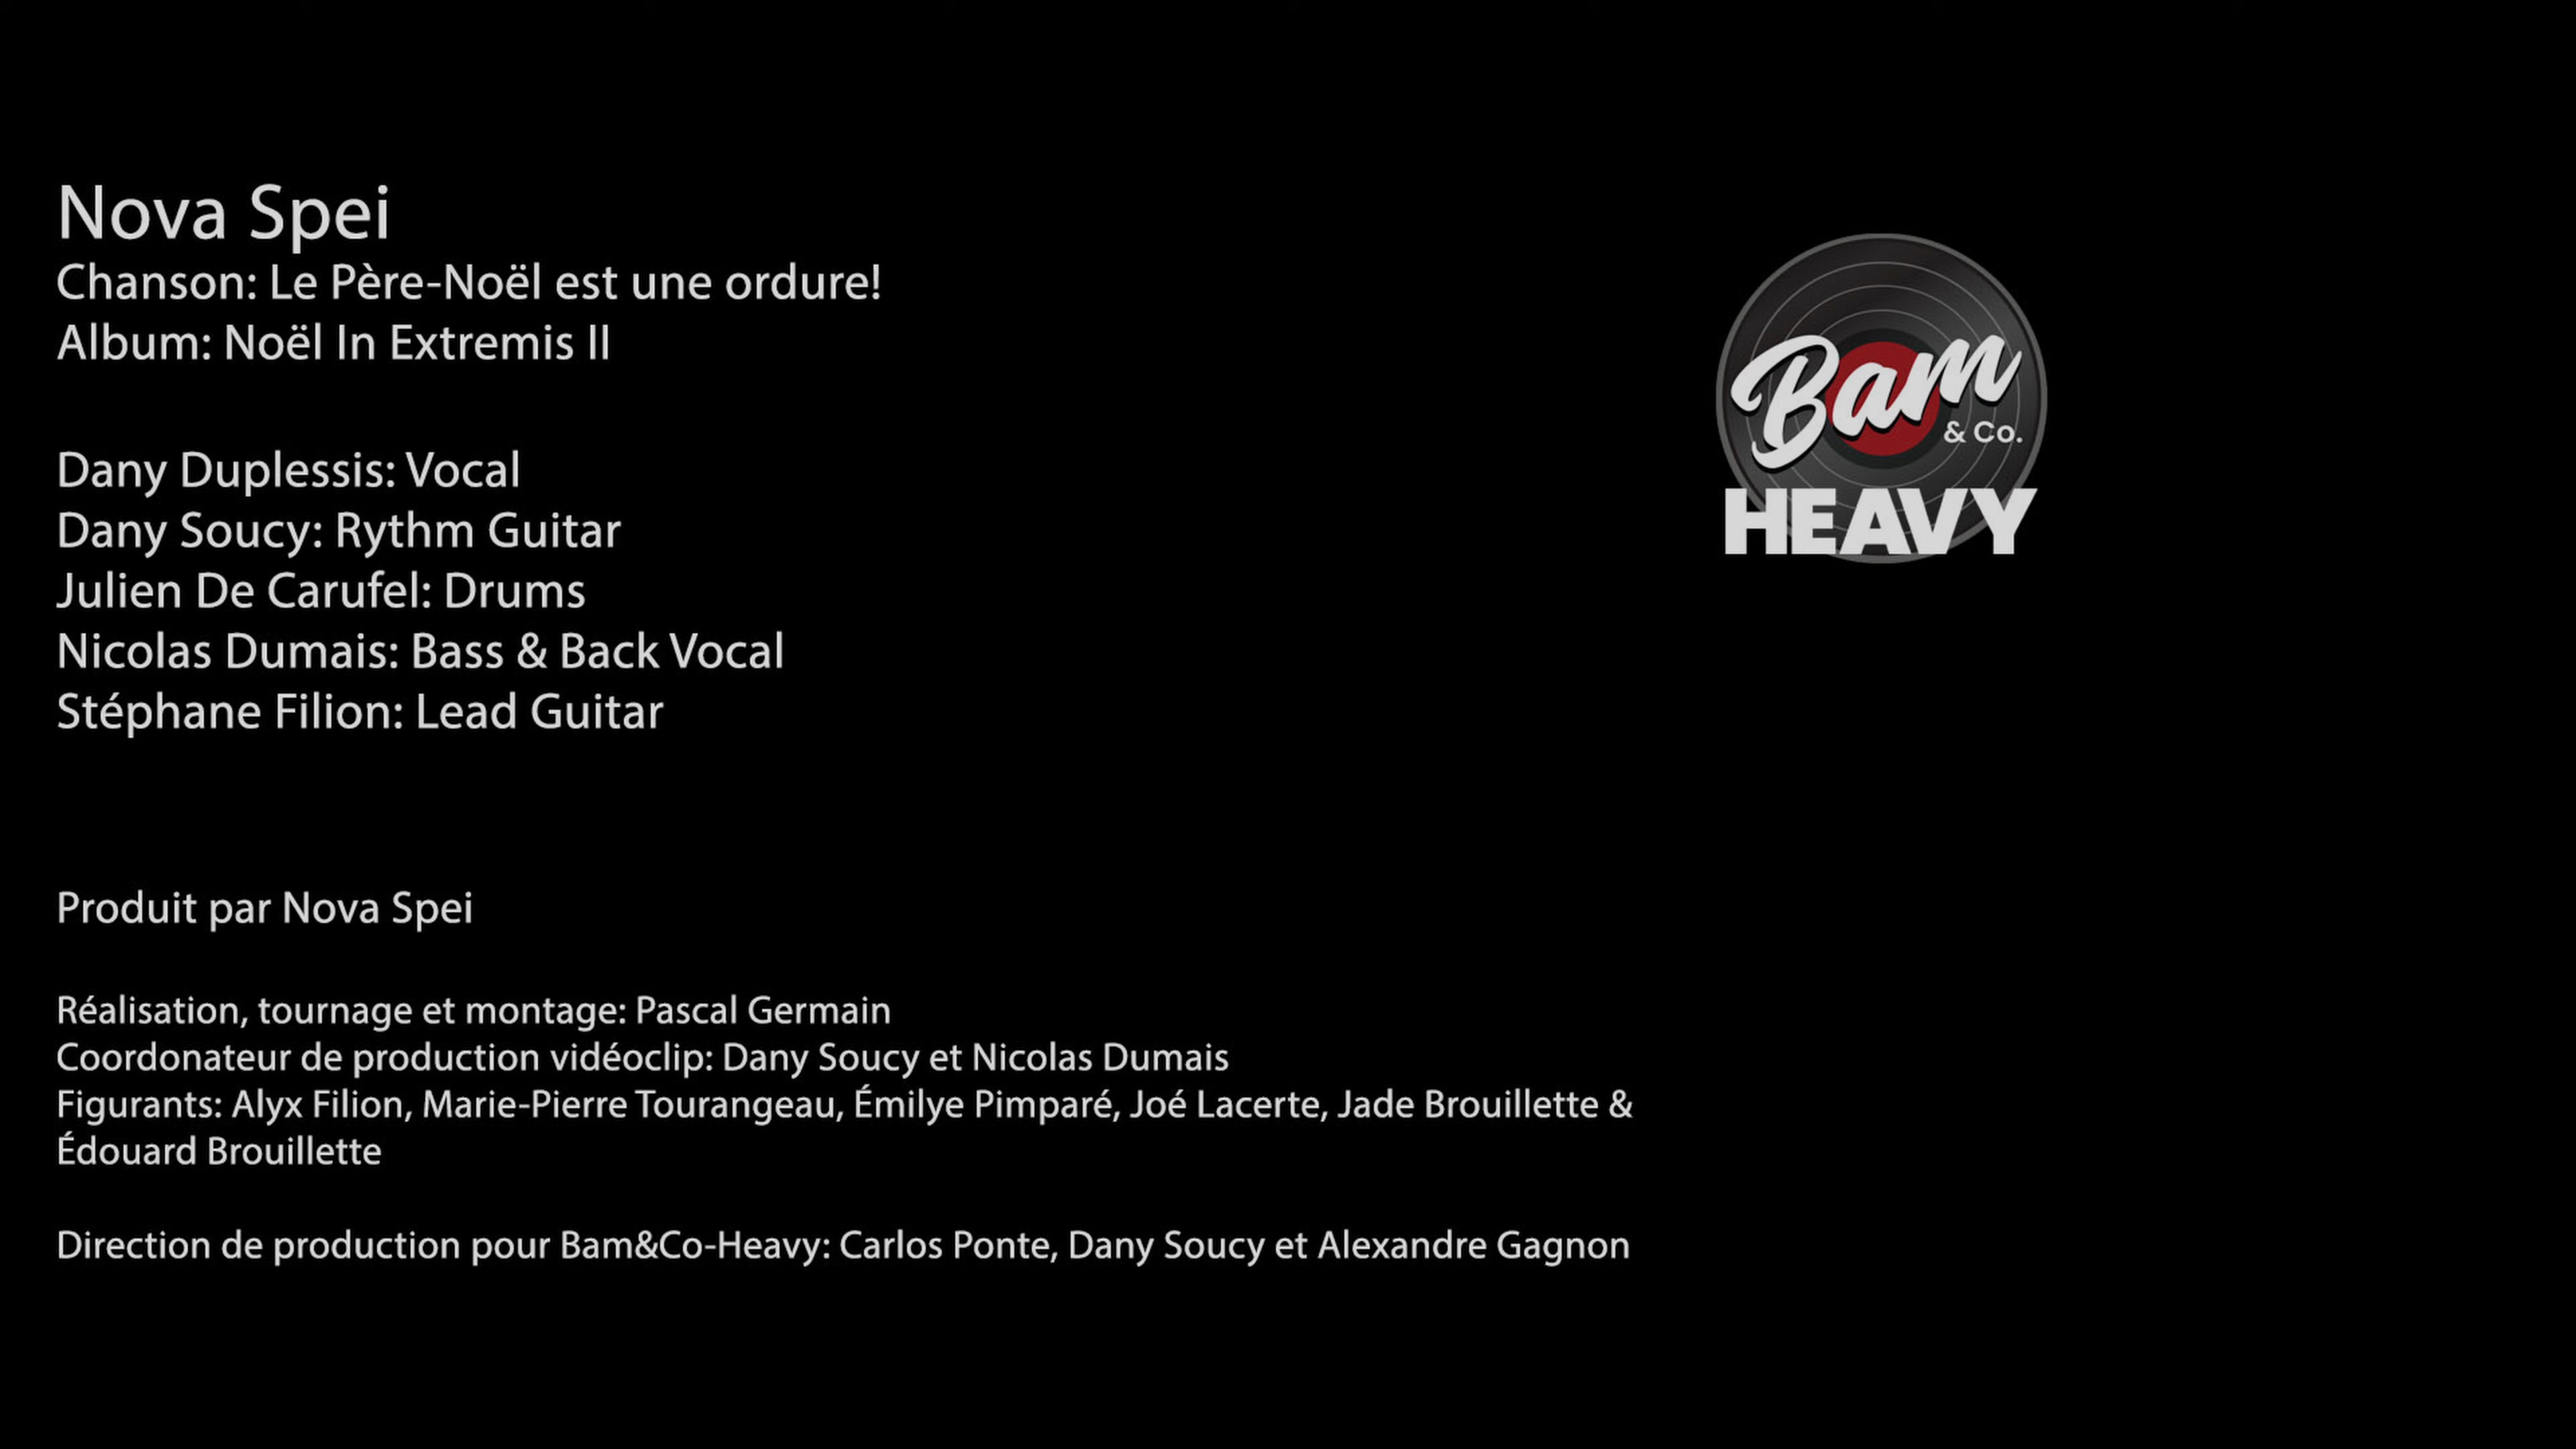 Nova Spei
Chanson: Le Père-Noël est une ordure!
Album: Noël In Extremis II
Dany Duplessis: Vocal
Dany Soucy: Rythm Guitar
Julien De Carufel: Drums
Nicolas Dumais: Bass & Back Vocal
Stéphane Filion: Lead Guitar
Produit par Nova Spei
Réalisation, tournage et montage: Pascal Germain
Coordonateur de production vidéoclip: Dany Soucy et Nicolas Dumais
Figurants: Alyx Filion, Marie-Pierre Tourangeau, Émilye Pimparé, Joé Lacerte, Jade Brouillette &
Édouard Brouillette
Direction de production pour Bam&Co-Heavy: Carlos Ponte, Dany Soucy et Alexandre Gagnon
Bam
& Co.
HEAVY